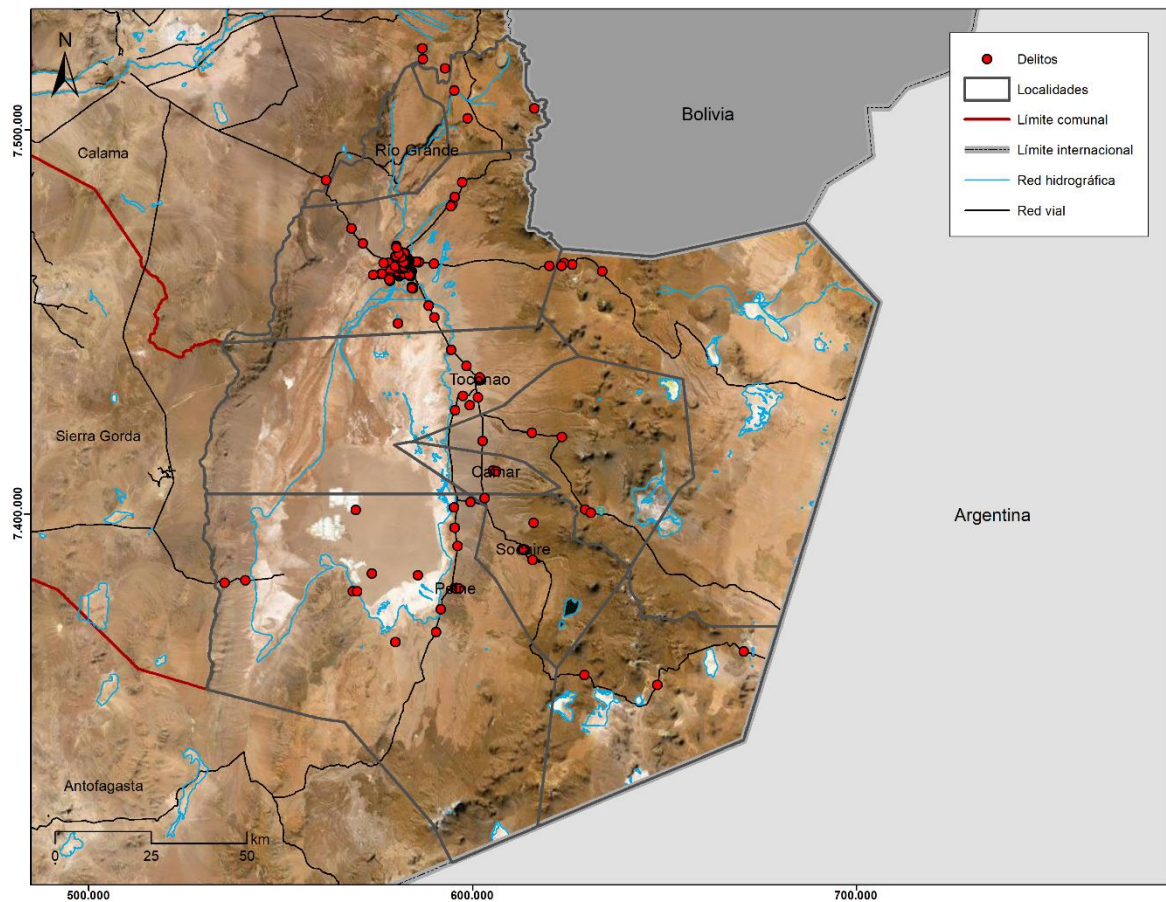 N
Delitos
Localidades
Límite comunal
Límite internacional
Red hidrográfica
Red vial
Bolivia
7.500.000
Calama
Río Grande
Toconao
Sierra Gorda
Camar
7.400.000
Argentina
Socaire
Peine
Antofagasta
km
0 25 50
500.000 600.000 700.000